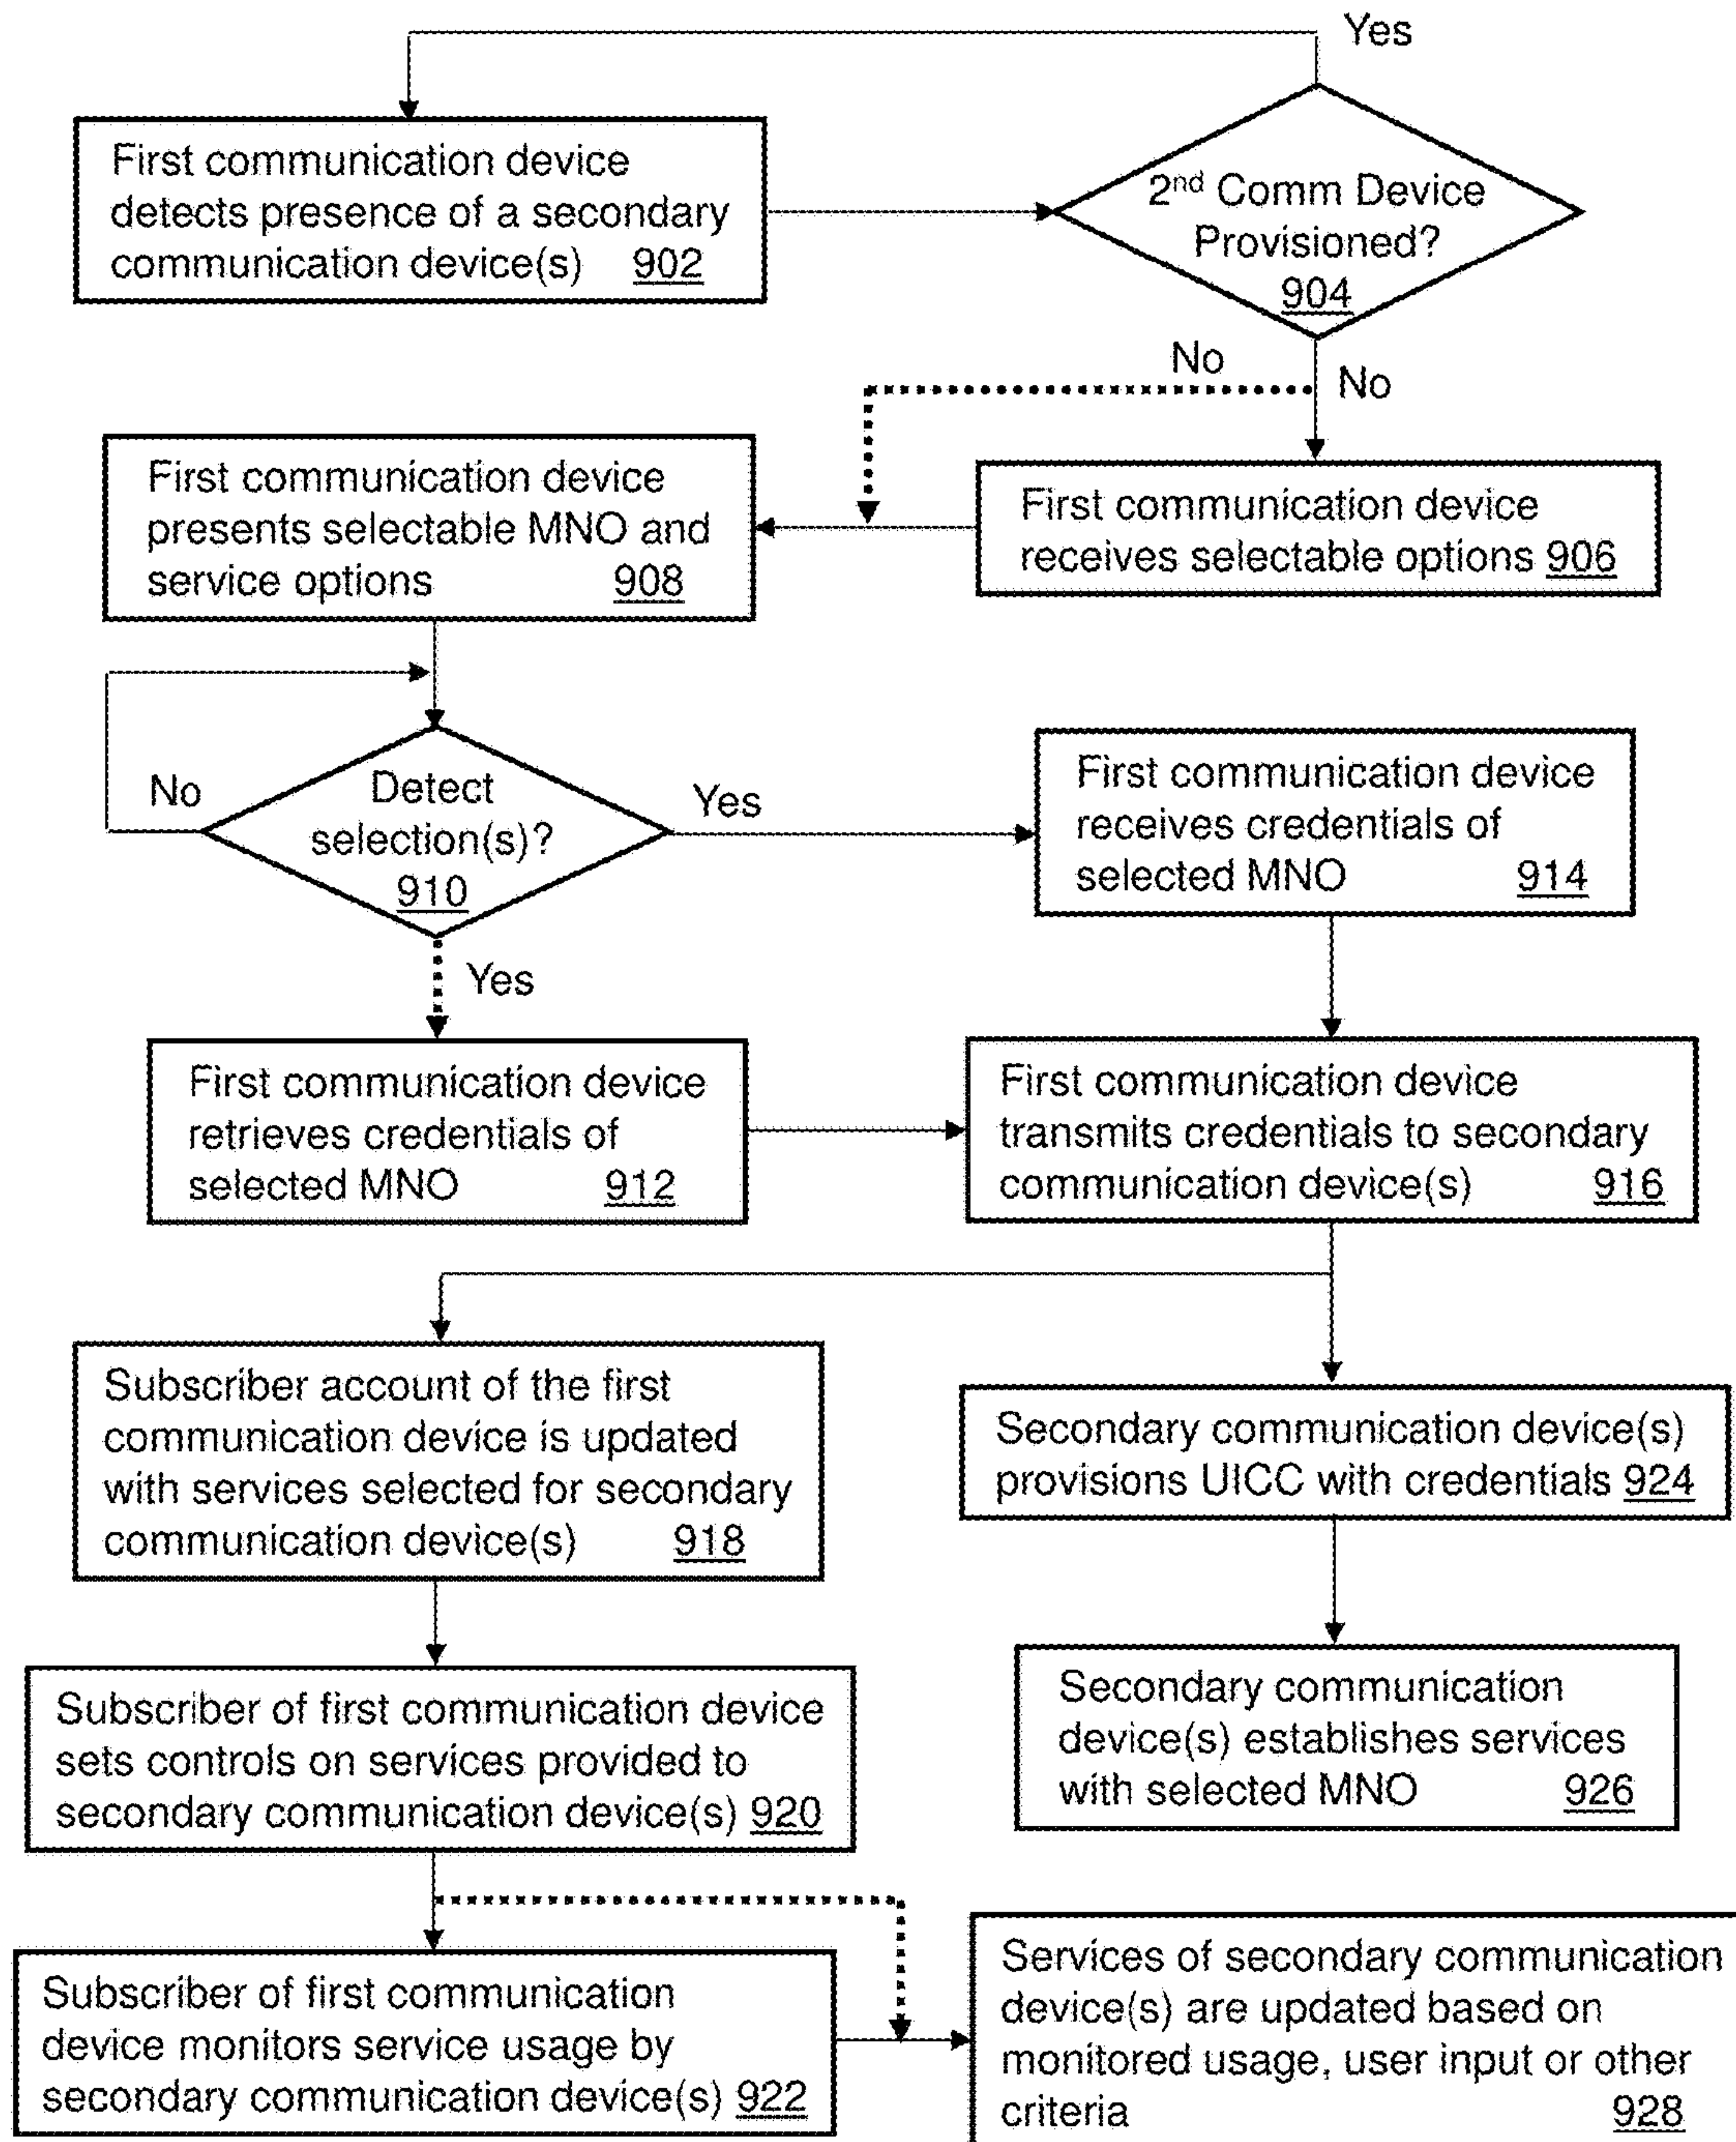 Yes
First communication device
detects presence of a secondary
communication device(s) 902
2nd Comm Device
Provisioned?
904
No
No
First communication device
presents selectable MNO and
service options 908
First communication device
receives selectable options 906
No
Detect
selection(s)?
910
Yes
First communication device
receives credentials of
selected MNO 914
Yes
First communication device
retrieves credentials of
selected MNO 912
First communication device
transmits credentials to secondary
communication device(s) 916
Subscriber account of the first
communication device is updated
with services selected for secondary
communication device(s) 918
Secondary communication device(s)
provisions UICC with credentials 924
Subscriber of first communication device
sets controls on services provided to
secondary communication device(s) 920
Secondary communication
device(s) establishes services
with selected MNO 926
Subscriber of first communication
device monitors service usage by
secondary communication device(s) 922
Services of secondary communication
device(s) are updated based on
monitored usage, user input or other
criteria 928